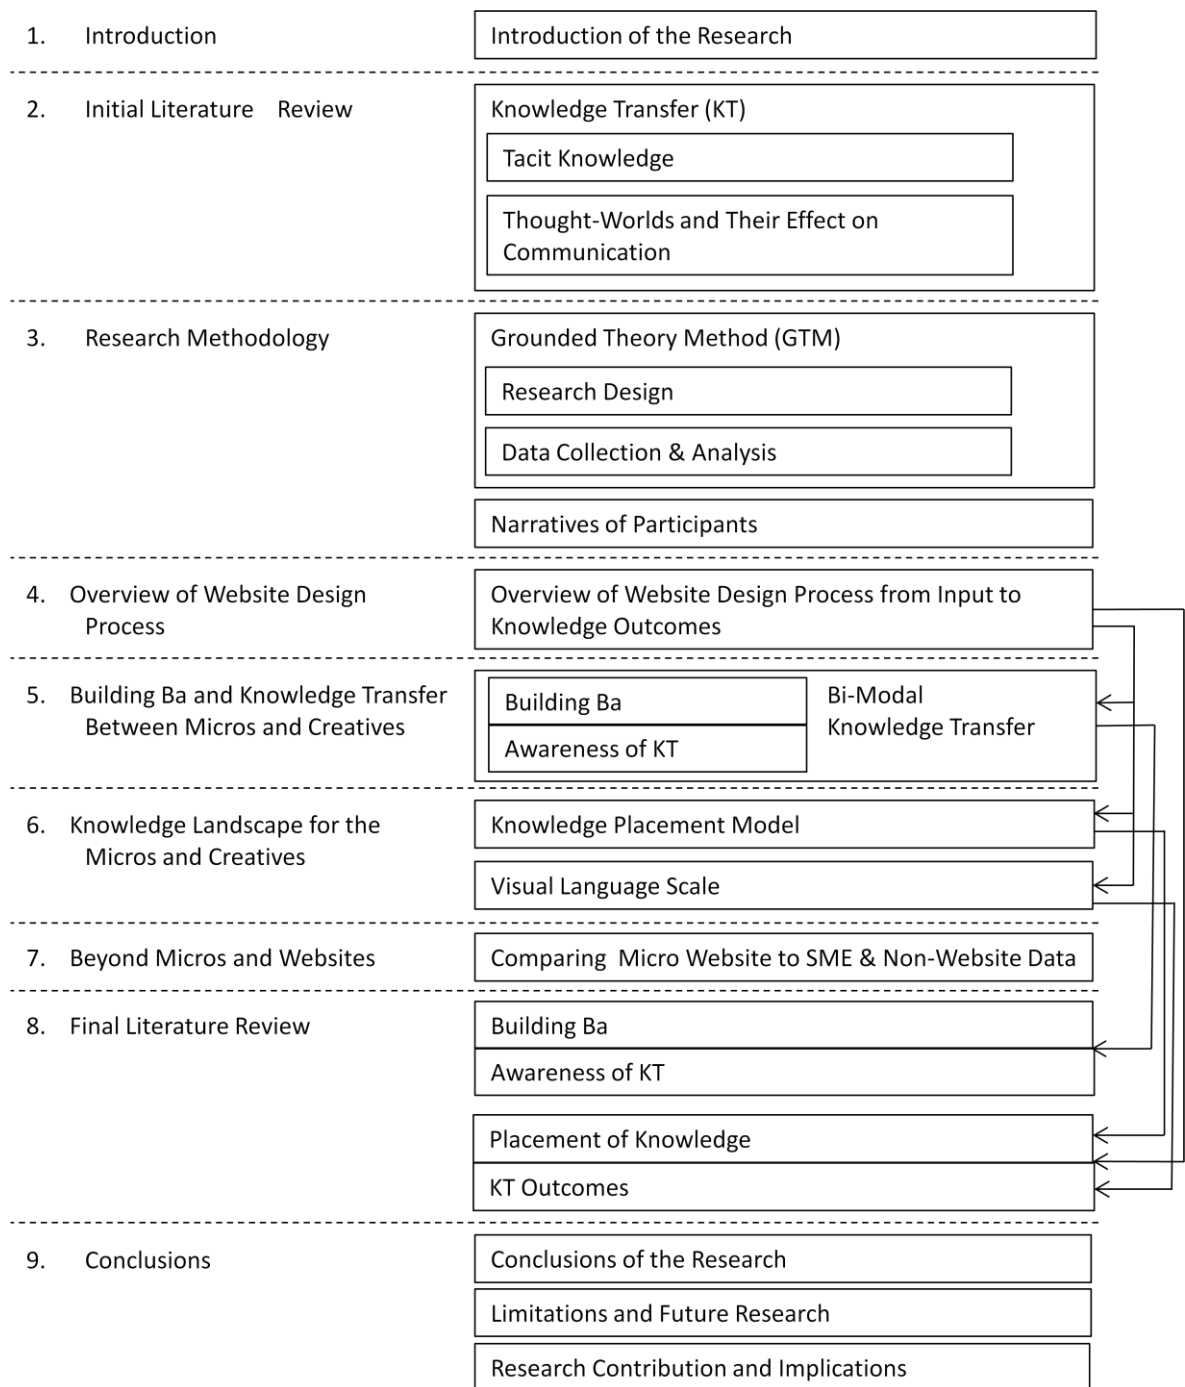 1. Introduction
Introduction of the Research
2. Initial Literature Review
Knowledge Transfer (KT)
Tacit Knowledge
Thought-Worlds and Their Effect on
Communication
3. Research Methodology
Grounded Theory Method (GTM)
Research Design
Data Collection & Analysis
Narratives of Participants
4. Overview of Website Design
Process
Overview of Website Design Process from Input to
Knowledge Outcomes
5. Building Ba and Knowledge Transfer
Between Micros and Creatives
Building Ba
Awareness of KT
Bi-Modal
Knowledge Transfer
6. Knowledge Landscape for the
Micros and Creatives
Knowledge Placement Model
Visual Language Scale
7. Beyond Micros and Websites
Comparing Micro Website to SME & Non-Website Data
8. Final Literature Review
Building Ba
Awareness of KT
Placement of Knowledge
KT Outcomes
9. Conclusions
Conclusions of the Research
Limitations and Future Research
Research Contribution and Implications